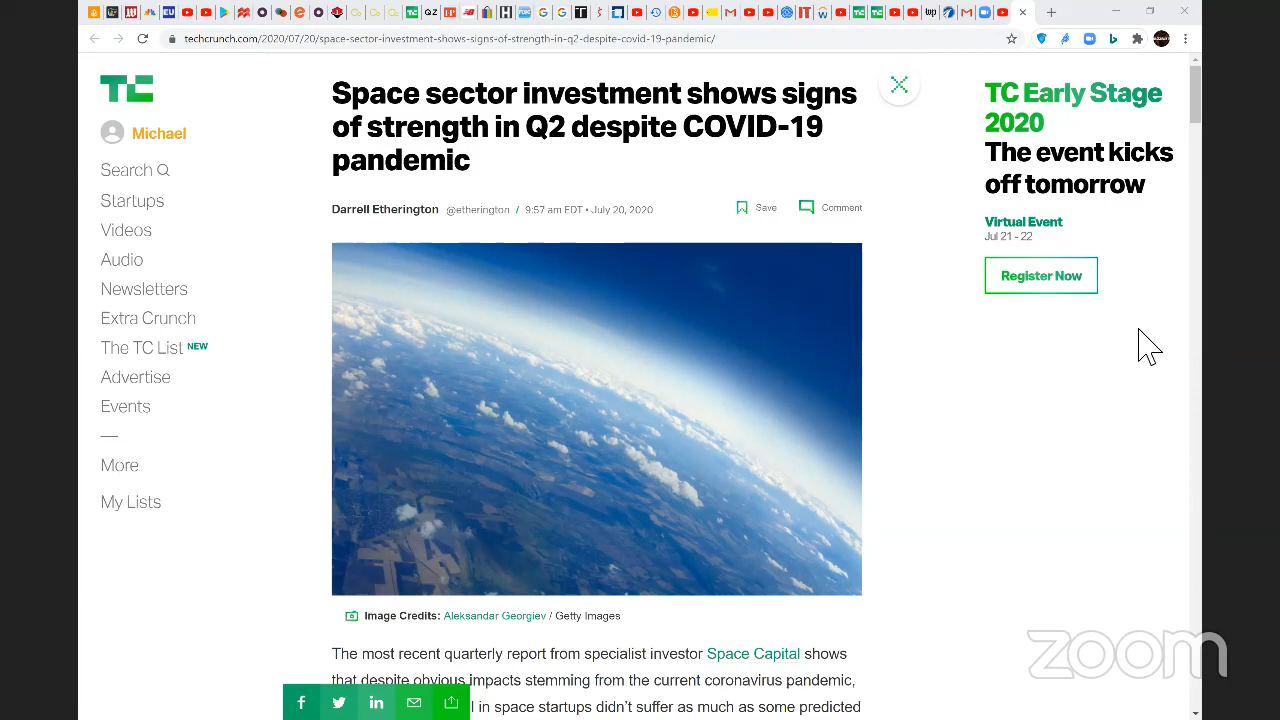 techcrunch.com/2020/07/20/space-sector-investment-shows-signs-of-strength-in-q2-despite-covid-19-pandemic/
TC
Michael
Search
Startups
Videos
Audio
Newsletters
Extra Crunch
The TC List NEW
Advertise
Events
More
My Lists
Space sector investment shows signs
of strength in Q2 despite COVID-19
pandemic
Darrell Etherington @etherington / 9:57 am EDT • July 20, 2020
Save
Comment
Image Credits: Aleksandar Georgiev / Getty Images
The most recent quarterly report from specialist investor Space Capital shows
that despite obvious impacts stemming from the current coronavirus pandemic,
in space startups didn't suffer as much as some predicted
TC Early Stage
2020
The event kicks
off tomorrow
Virtual Event
Jul 21 - 22
Register Now
zoom